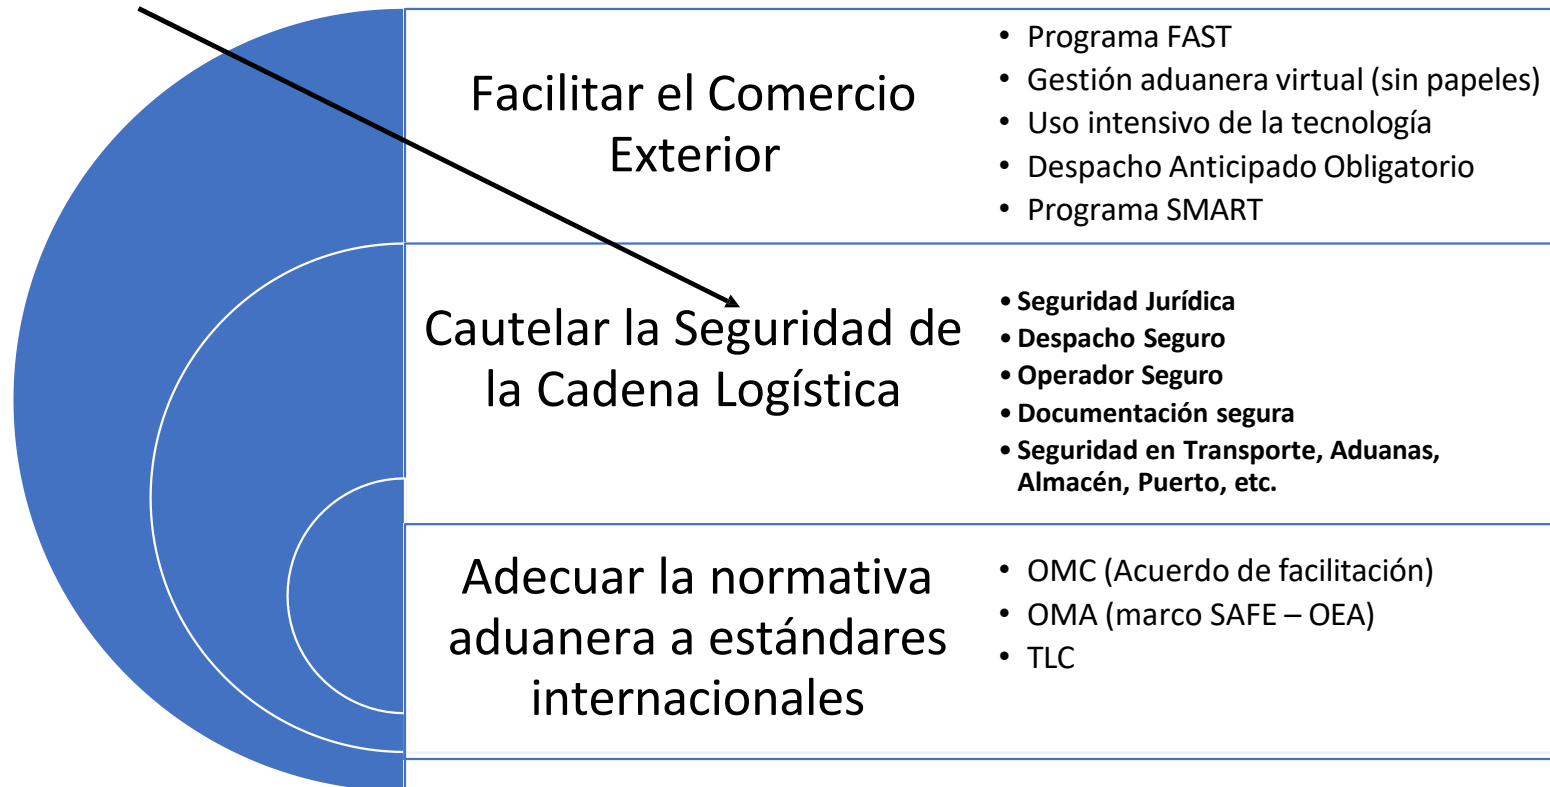 Facilitar el Comercio
Exterior
• Programa FAST
• Gestión aduanera virtual (sin papeles)
• Uso intensivo de la tecnología
• Despacho Anticipado Obligatorio
• Programa SMART
Cautelar la Seguridad de
la Cadena Logística
• Seguridad Jurídica
• Despacho Seguro
• Operador Seguro
• Documentación segura
• Seguridad en Transporte, Aduanas,
Almacén, Puerto, etc.
Adecuar la normativa
aduanera a estándares
internacionales
• OMC (Acuerdo de facilitación)
• OMA (marco SAFE – OEA)
• TLC